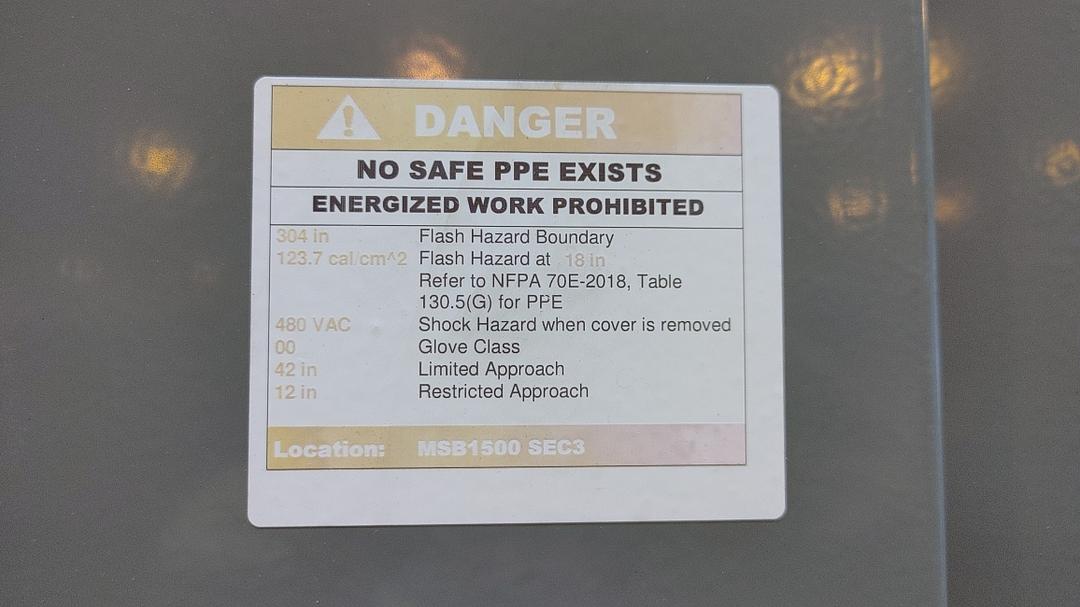 DANGER
NO SAFE PPE EXISTS
ENERGIZED WORK PROHIBITED
304 in Flash Hazard Boundary
123.7 cal/cm^2 Flash Hazard at 18 in
Refer to NFPA 70E-2018, Table
130.5(G) for PPE
480 VAC Shock Hazard when cover is removed
00 Glove Class
42 in Limited Approach
12 in Restricted Approach
Location: MSB1500 SEC3